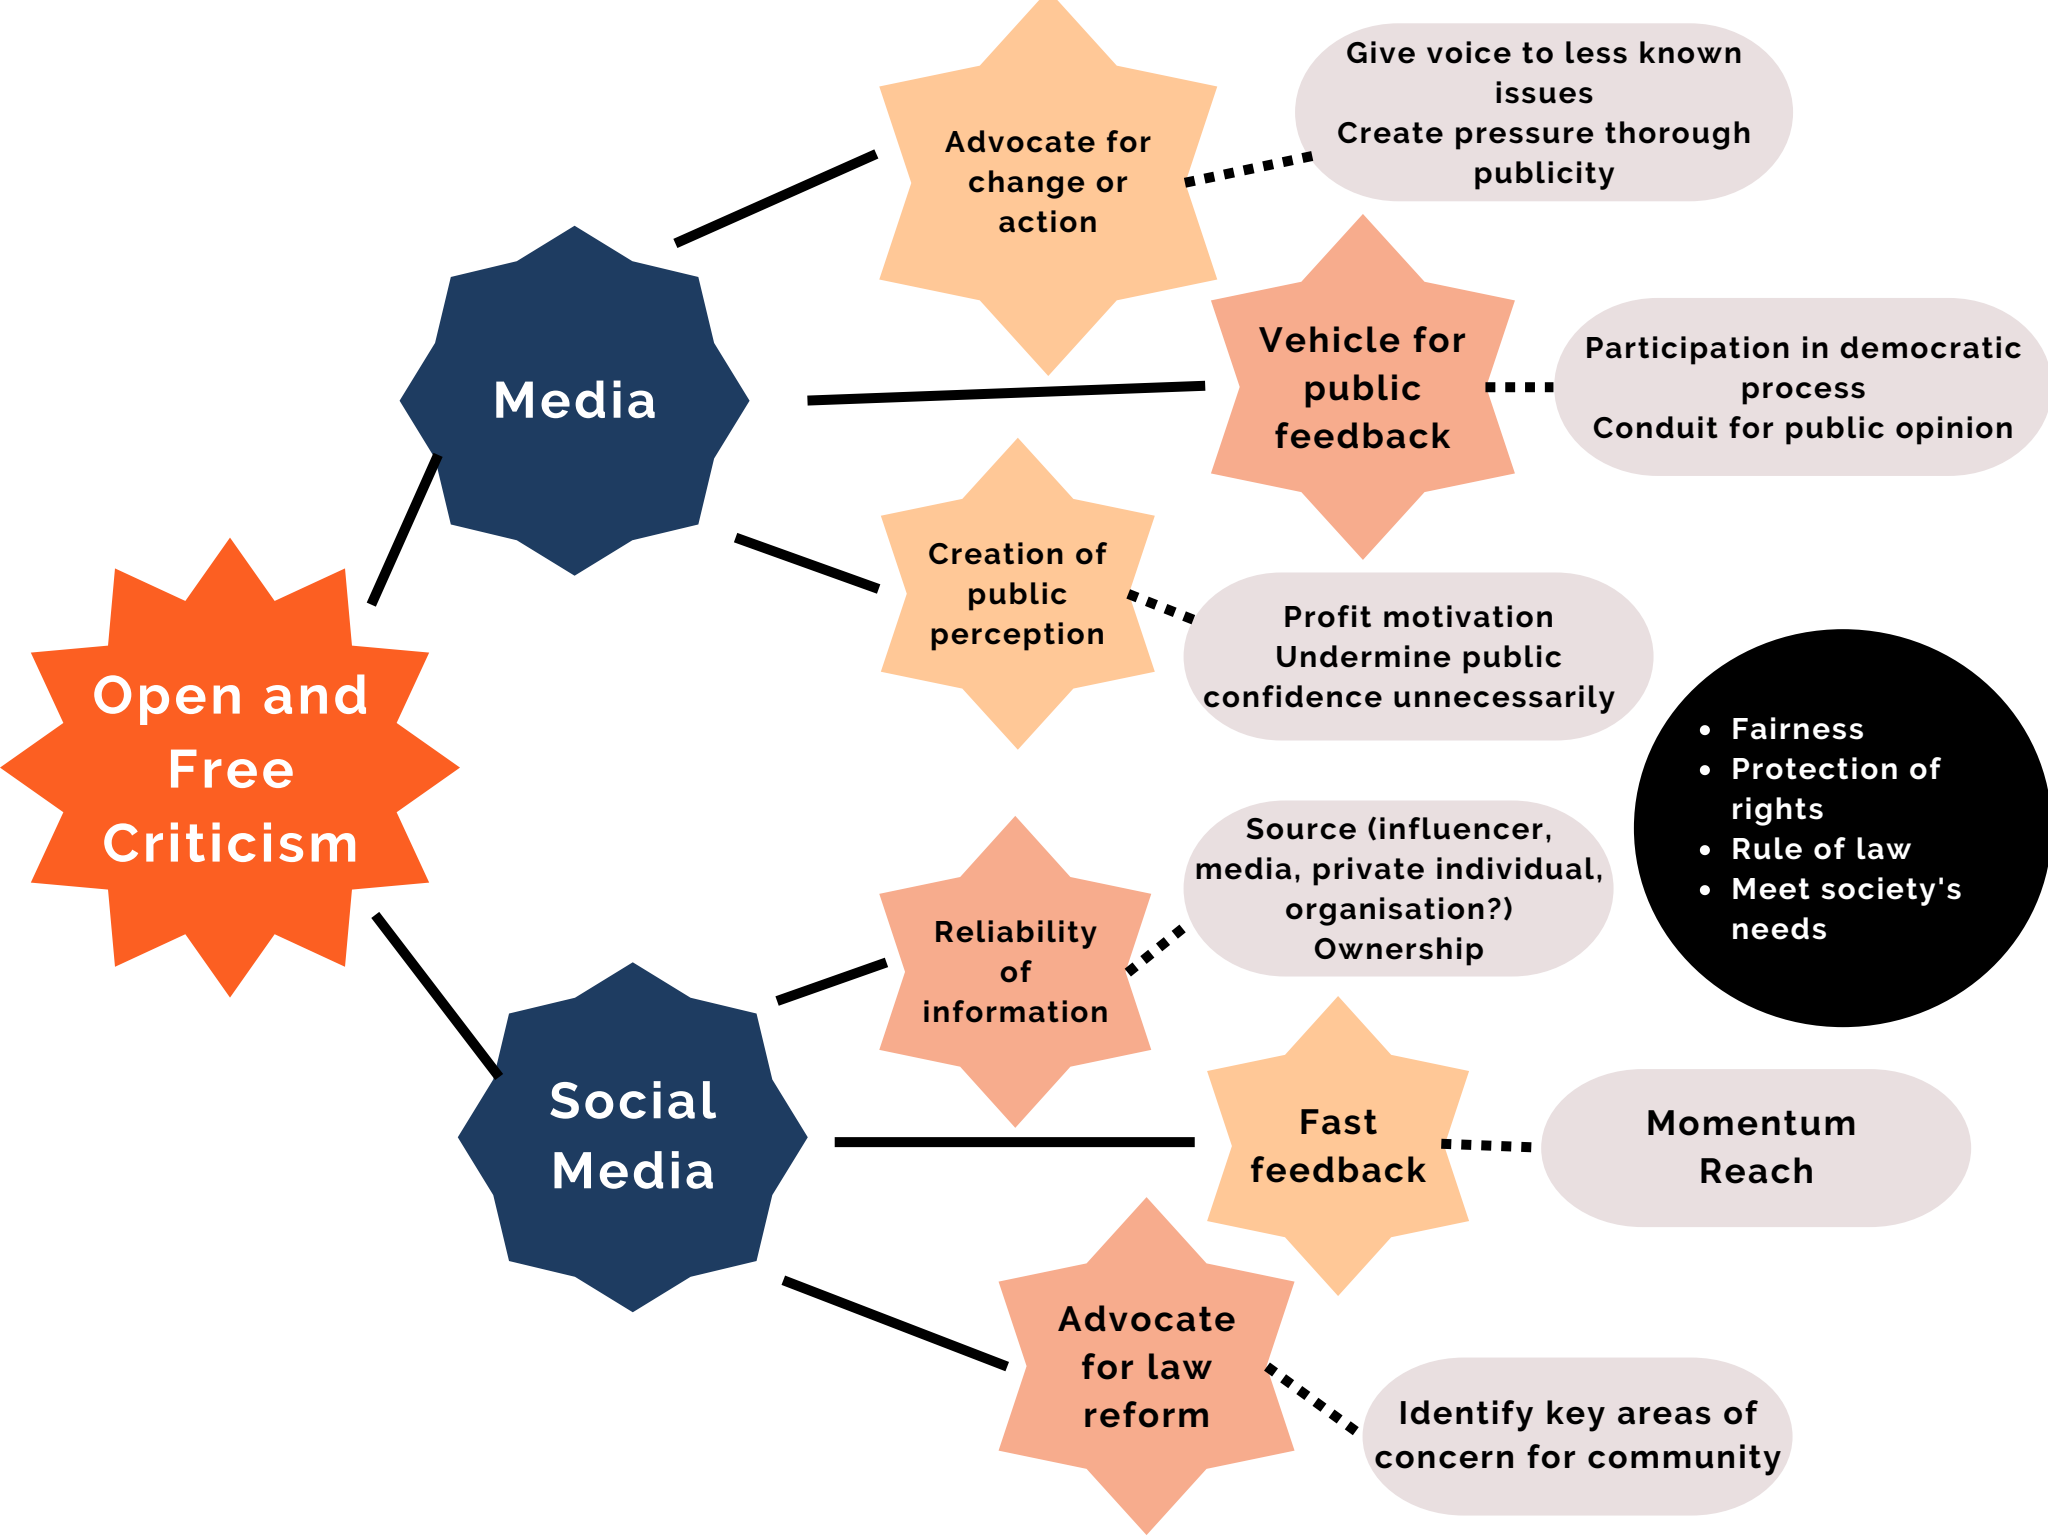 Give voice to less known
issues
Create pressure thorough
publicity
Advocate for
change or
action
Vehicle for
public
feedback
Participation in democratic
process
Conduit for public opinion
Media
Creation of
public
perception
Profit motivation
Undermine public
confidence unnecessarily
Open and
Free
Criticism
• Fairness
• Protection of
rights
• Rule of law
• Meet society's
needs
Source (influencer,
media, private individual,
organisation?)
Ownership
Reliability
of
information
Social
Media
Fast
feedback
Momentum
Reach
Advocate
for law
reform
Identify key areas of
concern for community